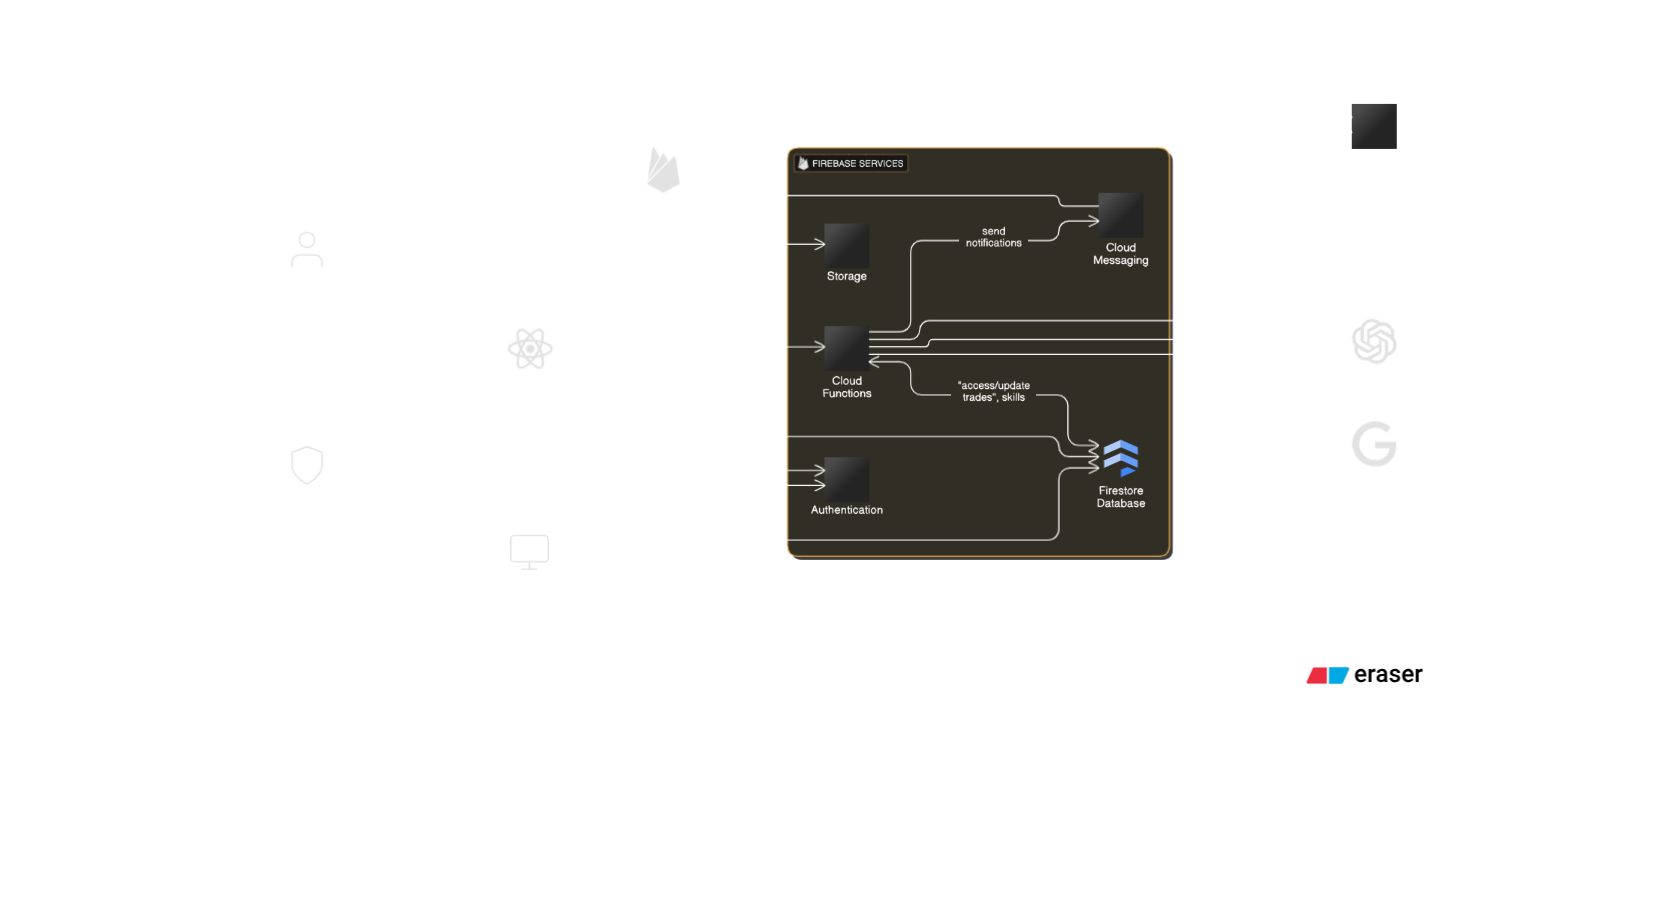 FIREBASE SERVICES
send
notifications
Cloud
Messaging
Storage
Cloud
Functions
"access/update
trades", skills
Firestore
Database
Authentication
eraser